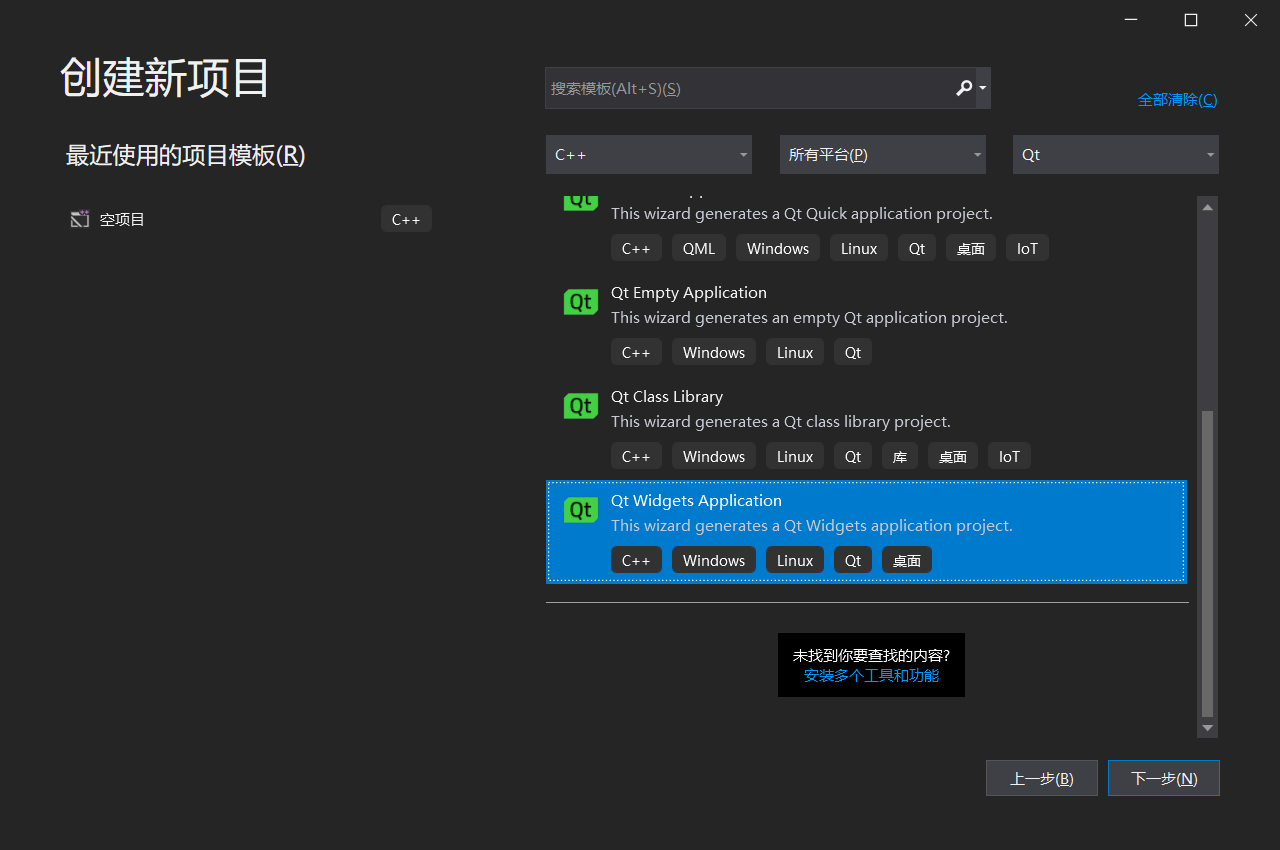 创建新项目
搜索模板(Alt+S)(S)
全部清除(C)
最近使用的项目模板(R)
C++
所有平台(P)
Qt
空项目
C++
Qt
This wizard generates a Qt Quick application project.
C++ QML Windows Linux Qt 桌面 IoT
Qt
Qt Empty Application
This wizard generates an empty Qt application project.
C++ Windows Linux Qt
Qt
Qt Class Library
This wizard generates a Qt class library project.
C++ Windows Linux Qt 库 桌面 IoT
Qt
Qt Widgets Application
This wizard generates a Qt Widgets application project.
C++ Windows Linux Qt 桌面
未找到你要查找的内容?
安装多个工具和功能
上一步(B)
下一步(N)